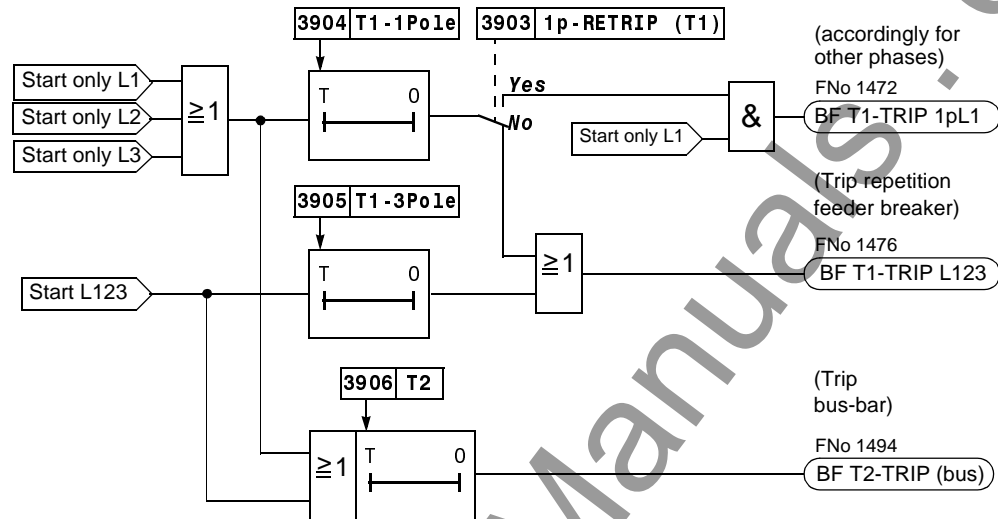 3904 T1-1Pole
3903 1p-RETRIP (T1)
(accordingly for
other phases)
Start only L1
Start only L2
Start only L3
≧1
T 0
Yes
No
Start only L1
&
FNo 1472
BF T1-TRIP 1pL1
3905 T1-3Pole
(Trip repetition
feeder breaker)
Start L123
T 0
≧1
FNo 1476
BF T1-TRIP L123
3906 T2
(Trip
bus-bar)
≧1
T 0
FNo 1494
BF T2-TRIP (bus)
Manuals .